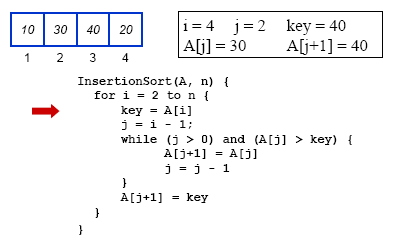 10 30 40 20
1 2 3 4
i = 4 j = 2 key = 40
A[j] = 30 A[j+1] = 40
InsertionSort(A, n) {
for i = 2 to n {
key = A[i]
j = i - 1;
while (j > 0) and (A[j] > key) {
A[j+1] = A[j]
j = j - 1
}
A[j+1] = key
}
}